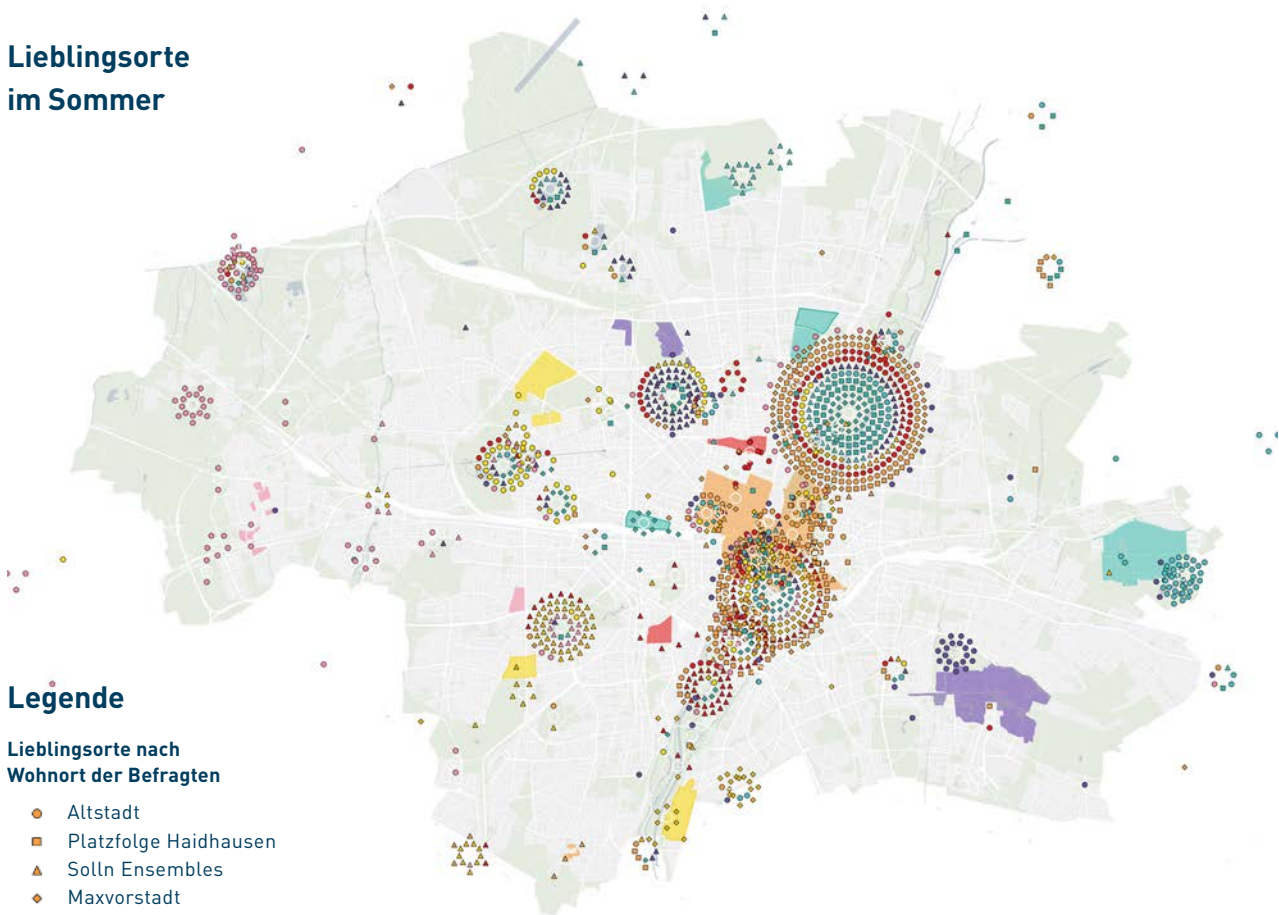 Lieblingsorte
im Sommer
Legende
Lieblingsorte nach
Wohnort der Befragten
Altstadt
Platzfolge Haidhausen
Solln Ensembles
Maxvorstadt